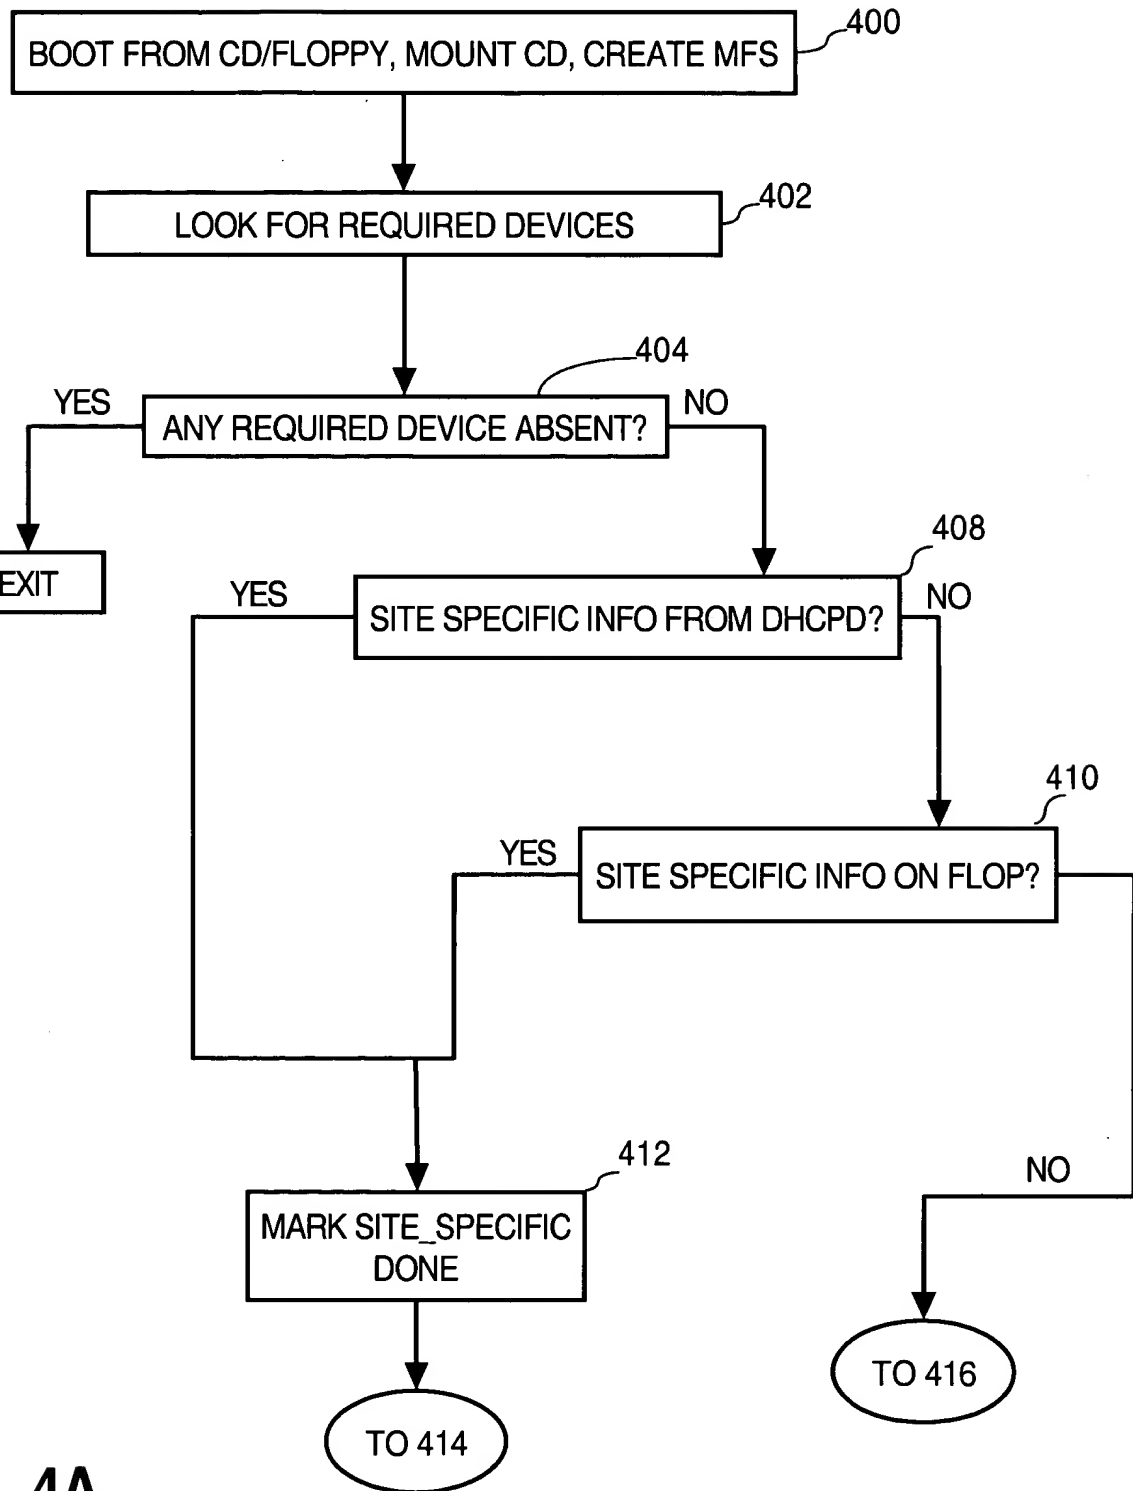 400
BOOT FROM CD/FLOPPY, MOUNT CD, CREATE MFS
402
LOOK FOR REQUIRED DEVICES
404
YES
ANY REQUIRED DEVICE ABSENT?
NO
408
EXIT
YES
SITE SPECIFIC INFO FROM DHCPD?
NO
410
YES
SITE SPECIFIC INFO ON FLOP?
412
NO
MARK SITE_SPECIFIC
DONE
TO 416
TO 414
4A